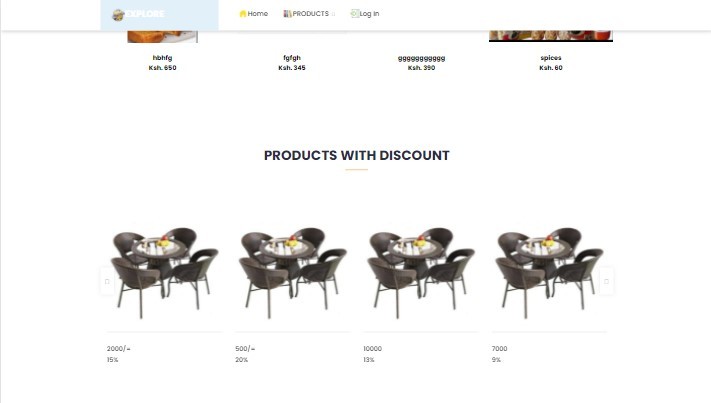 EXPLORE
Home PRODUCTS Log In
hbhfg fgfgh ggggggggggg spices
Ksh. 650 Ksh. 345 Ksh. 390 Ksh. 60
PRODUCTS WITH DISCOUNT
2000/= 500/= 10000 7000
15% 20% 13% 9%